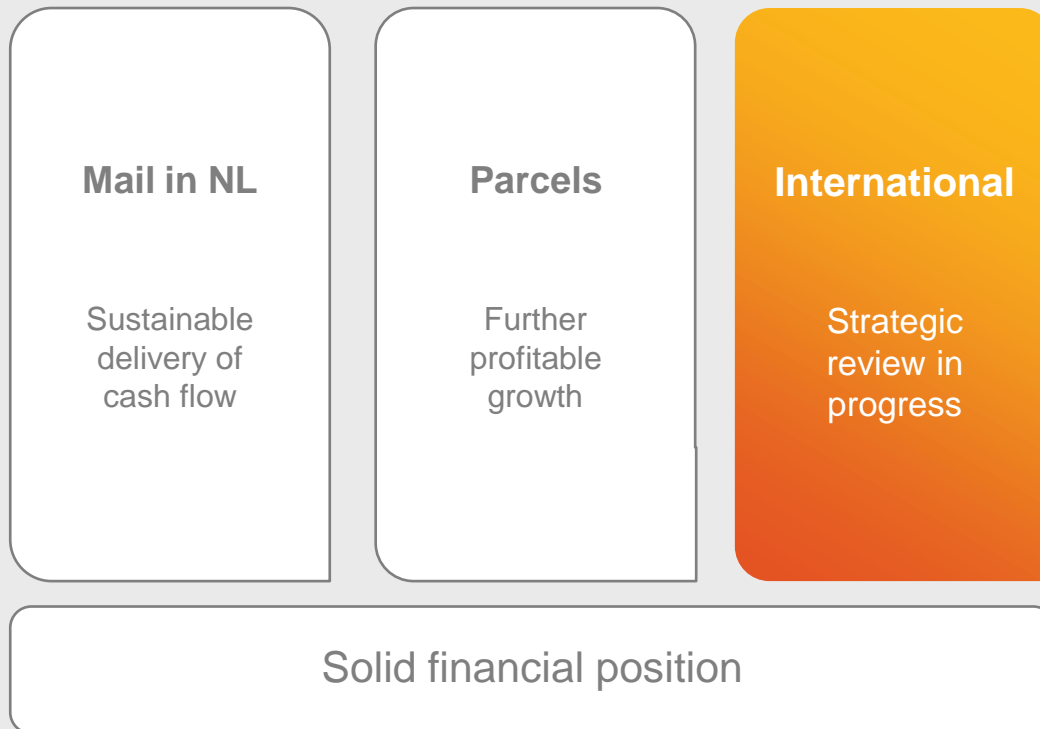 Mail in NL
Sustainable
delivery of
cash flow
Parcels
Further
profitable
growth
International
Strategic
review in
progress
Solid financial position